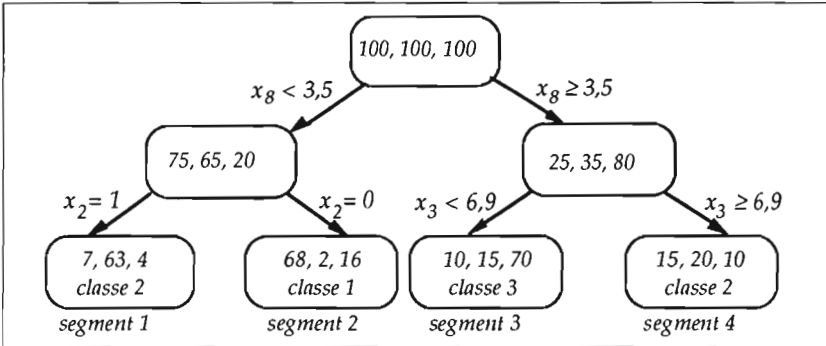 100, 100, 100
x8 < 3,5
x8 ≥ 3,5
75, 65, 20
25, 35, 80
x2= 1
x2=0
x3 < 6,9
x3 ≥ 6,9
7, 63, 4
classe 2
68, 2, 16
classe 1
10, 15, 70
classe 3
15, 20, 10
classe 2
segment 1
segment 2
segment 3
segment 4